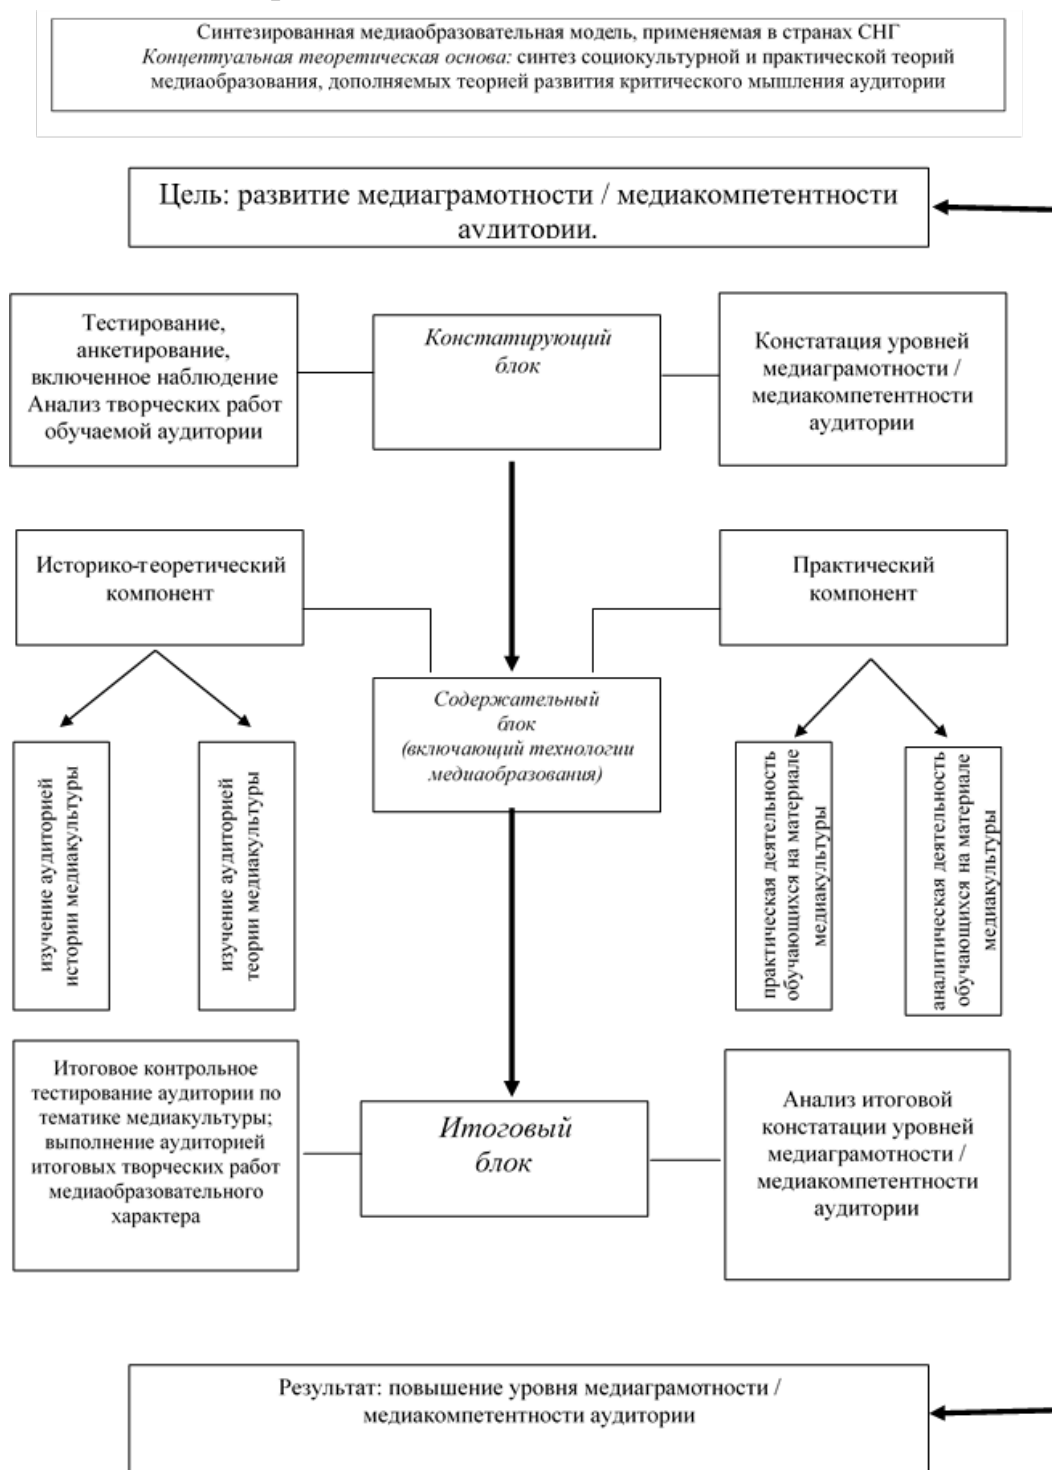 Синтезированная медиаобразовательная модель, применяемая в странах СНГ
Концептуальная теоретическая основа: синтез социокультурной и практической теорий
медиаобразования, дополняемых теорией развития критического мышления аудитории
Цель: развитие медиаграмотности / медиакомпетентности
аудитории.
Тестирование,
анкетирование,
включенное наблюдение
Анализ творческих работ
обучаемой аудитории
Констатирующий
блок
Констатация уровней
медиаграмотности /
медиакомпетентности
аудитории
Историко-теоретический
компонент
Практический
компонент
Содержательный
блок
(включающий технологии
медиаобразования)
изучение аудиторией
истории медиакультуры
изучение аудиторией
теории медиакультуры
практическая деятельность
обучающихся на материале
медиакультуры
аналитическая деятельность
обучающихся на материале
медиакультуры
Итоговое контрольное
тестирование аудитории по
тематике медиакультуры;
выполнение аудиторией
итоговых творческих работ
медиаобразовательного
характера
Итоговый
блок
Анализ итоговой
констатации уровней
медиаграмотности /
медиакомпетентности
аудитории
Результат: повышение уровня медиаграмотности /
медиакомпетентности аудитории